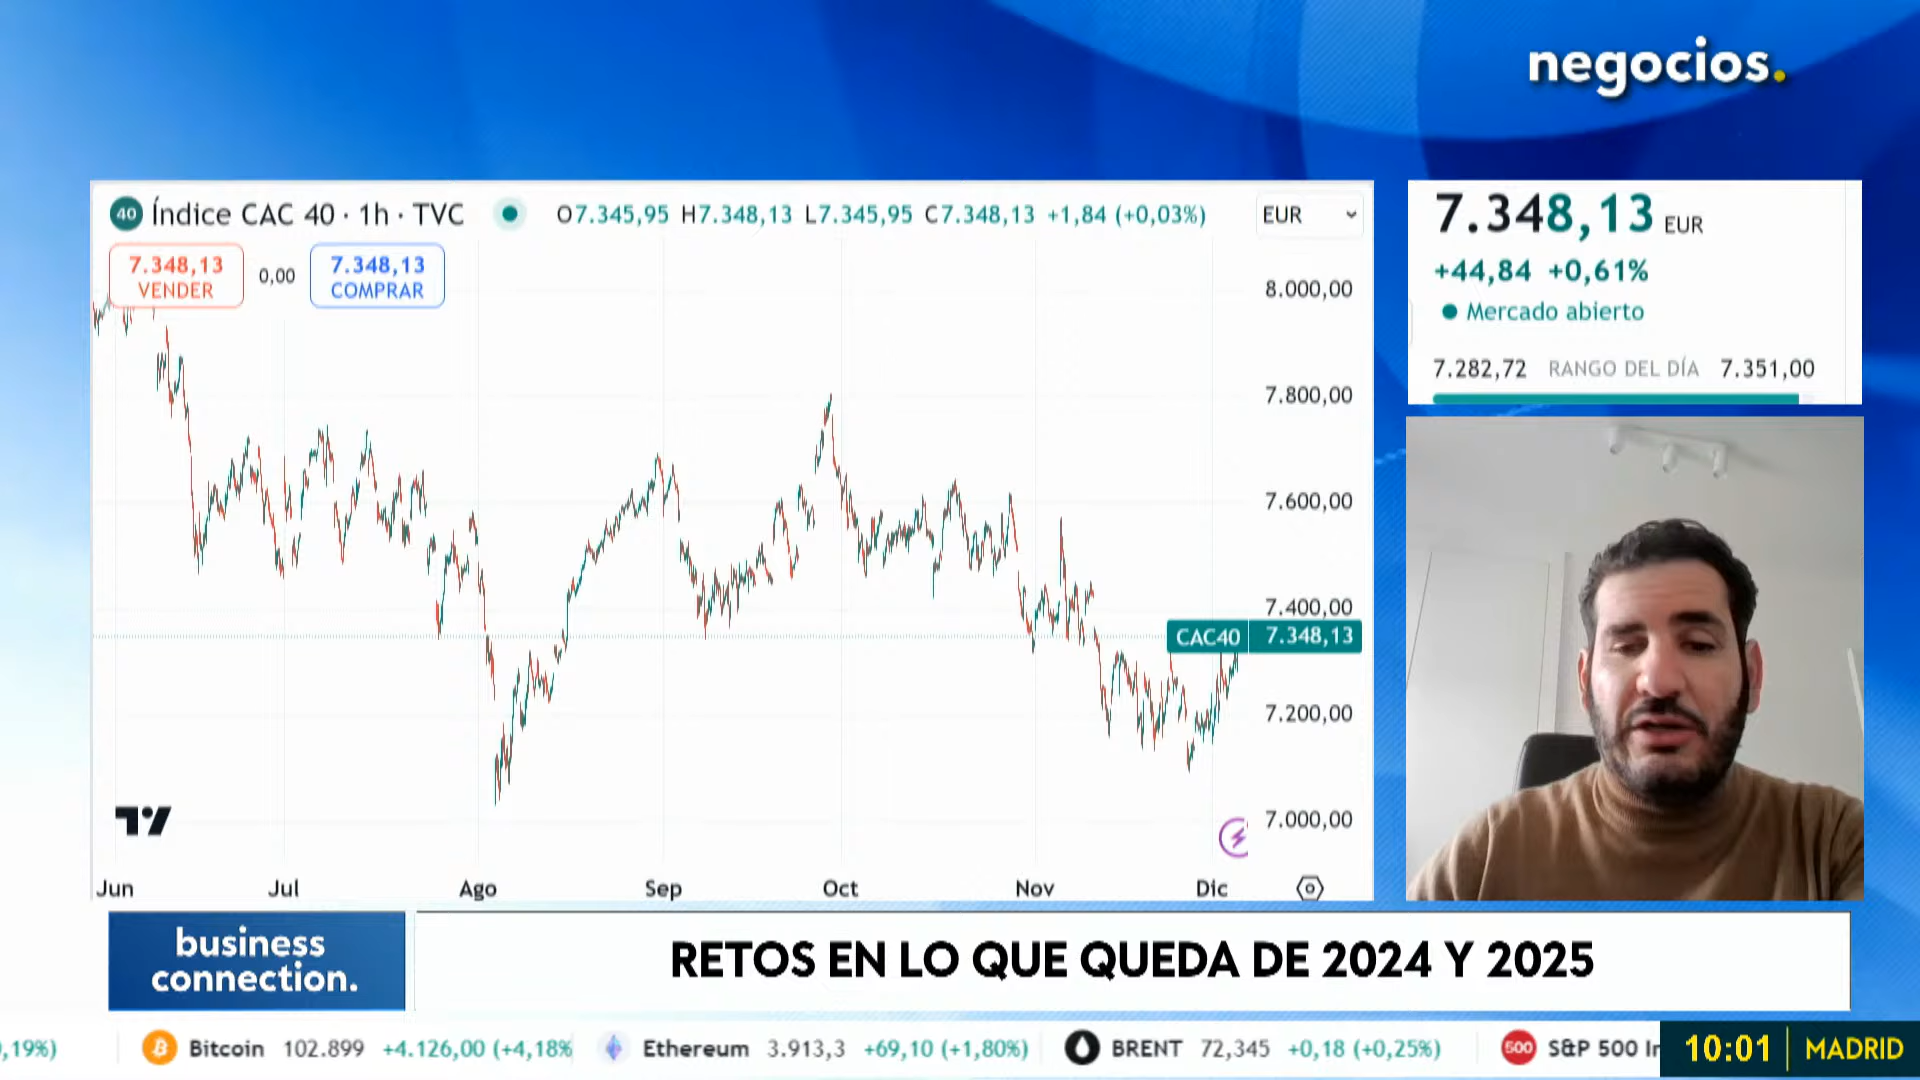 negocios.
40 Índice CAC 40 · 1h · TVC O7.345,95 H7.348,13 L7.345,95 C7.348,13 +1,84 (+0,03%) EUR
7.348,13 VENDER
0,00
7.348,13 COMPRAR
8.000,00
7.800,00
7.600,00
7.400,00
CAC40 7.348,13
7.200,00
7.000,00
Jun Jul Ago Sep Oct Nov Dic
7.348,13 EUR
+44,84 +0,61%
Mercado abierto
7.282,72 RANGO DEL DÍA 7.351,00
business
connection.
RETOS EN LO QUE QUEDA DE 2024 Y 2025
,19%) Bitcoin 102.899 +4.126,00 (+4,18% Ethereum 3.913,3 +69,10 (+1,80%) BRENT 72,345 +0,18 (+0,25%) 500 S&P 500 In
10:01 MADRID